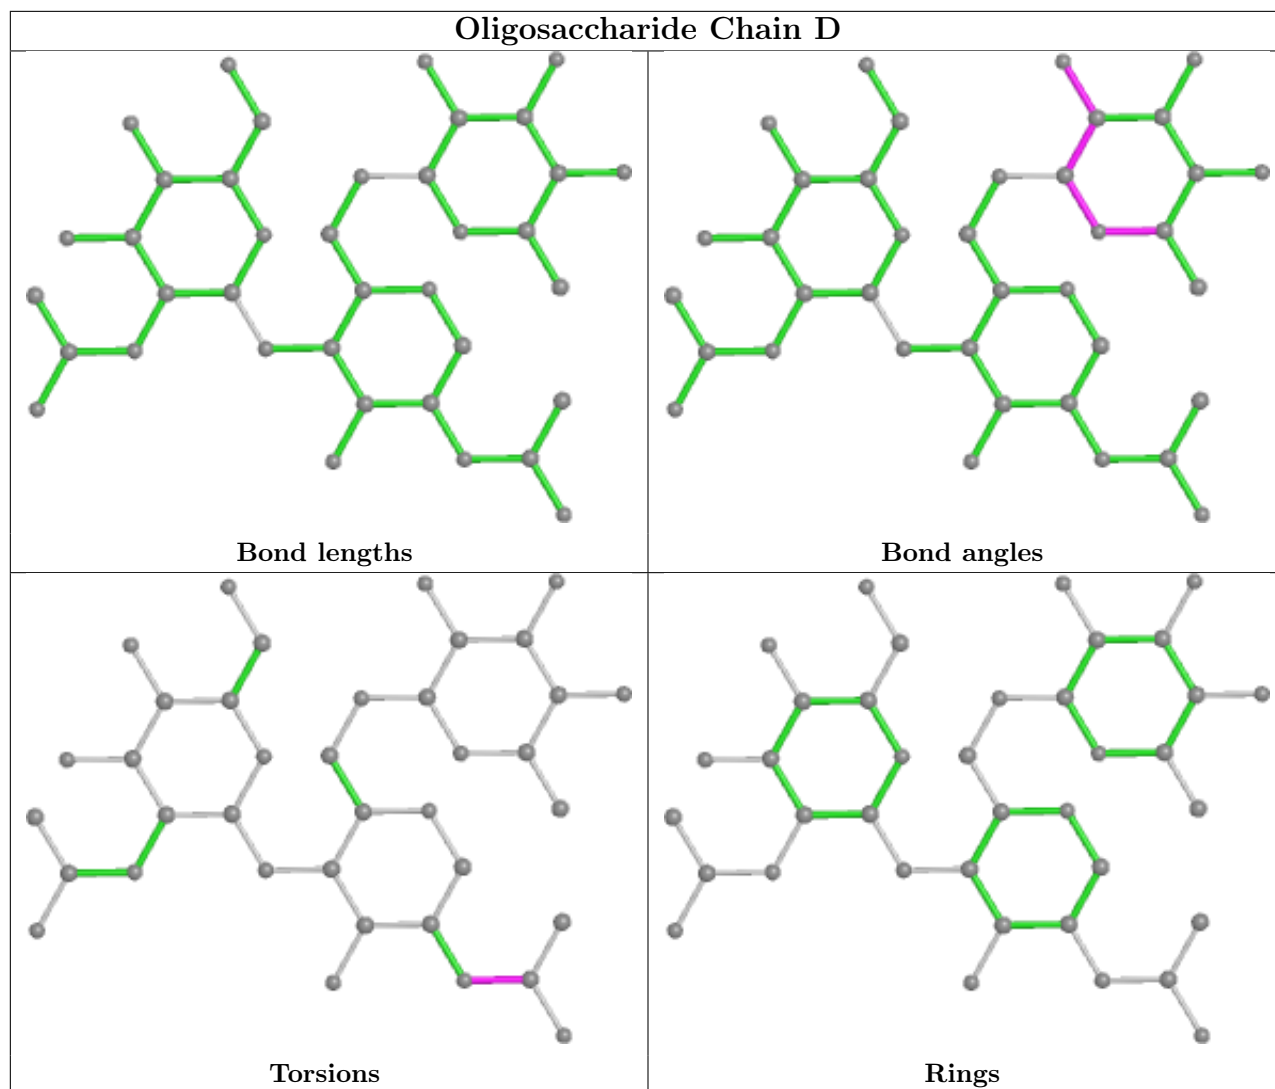 Oligosaccharide Chain D
Bond lengths
Bond angles
Torsions
Rings